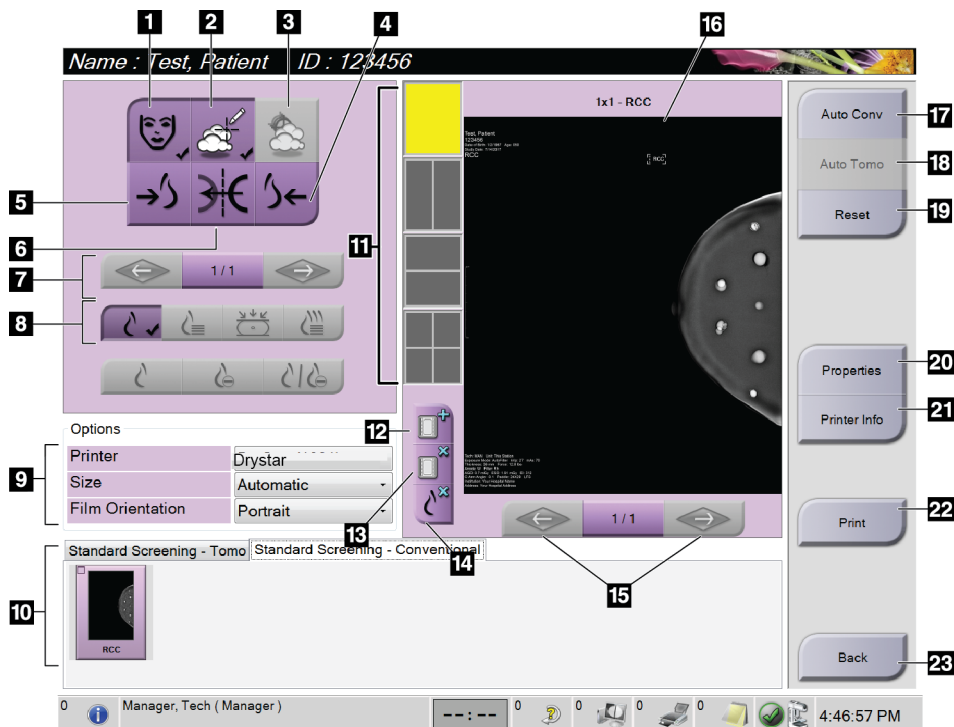 1
2
3
4
16
Name : Test, Patient ID : 123456
1x1 - RCC
Test, Patient
123456
RCC
RCC
Auto Conv
17
Auto Tomo
18
Reset
19
5
6
11
7
1 / 1
8
Properties
20
Printer Info
21
Options
12
Printer
Drystar
9
Size
Automatic
Film Orientation
Portrait
13
1 / 1
Print
22
14
15
Standard Screening - Tomo
Standard Screening - Conventional
10
RCC
Back
23
0
Manager, Tech ( Manager )
--:--
0
0
0
0
4:46:57 PM